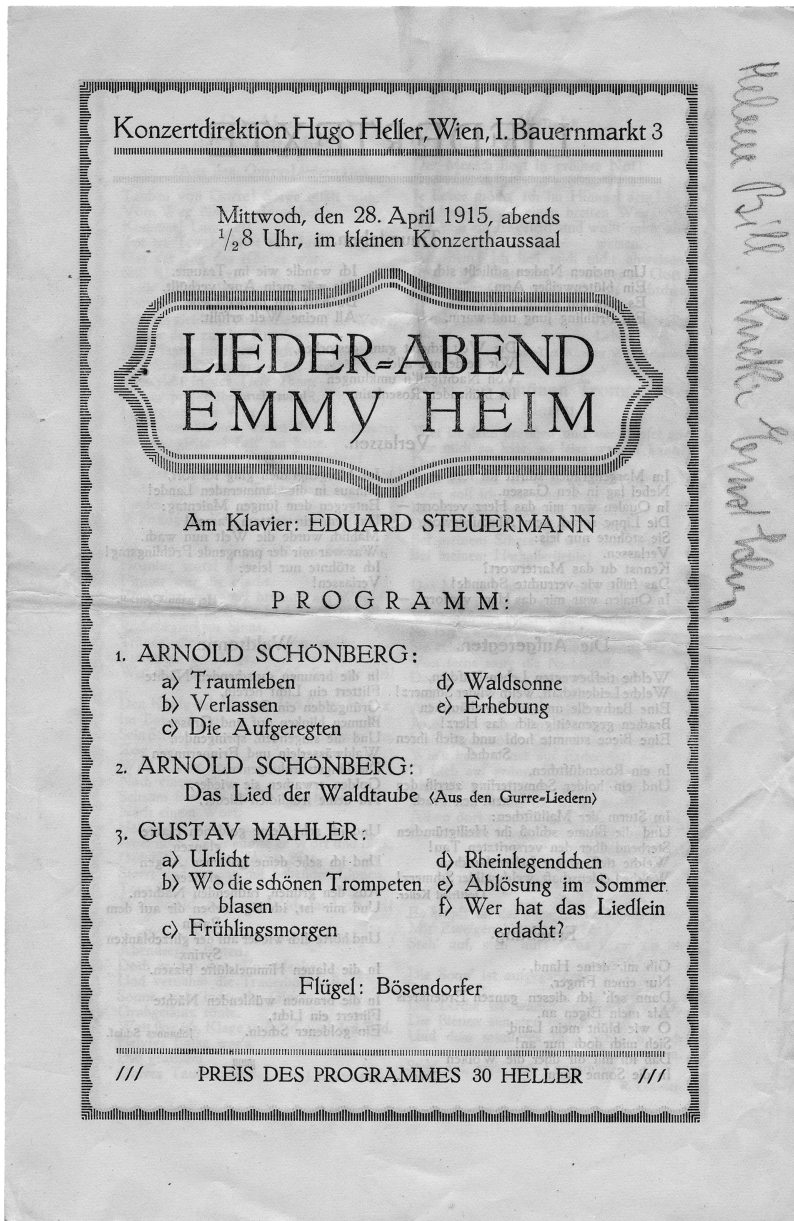 Konzertdirektion Hugo Heller, Wien, I. Bauernmarkt 3
Mittwoch, den 28. April 1915, abends
1/2 8 Uhr, im kleinen Konzerthaussaal
LIEDER=ABEND
EMMY HEIM
Am Klavier: EDUARD STEUERMANN
PROGRAMM:
1. ARNOLD SCHÖNBERG:
a) Traumleben
b) Verlassen
c) Die Aufgeregten
d) Waldsonne
e) Erhebung
2. ARNOLD SCHÖNBERG:
Das Lied der Waldtaube (Aus den Gurre=Liedern)
3. GUSTAV MAHLER:
a) Urlicht
b) Wo die schönen Trompeten
blasen
c) Frühlingsmorgen
d) Rheinlegendchen
e) Ablösung im Sommer
f) Wer hat das Liedlein
erdacht?
Flügel: Bösendorfer
/// PREIS DES PROGRAMMES 30 HELLER ///
Helene Bill Ernst